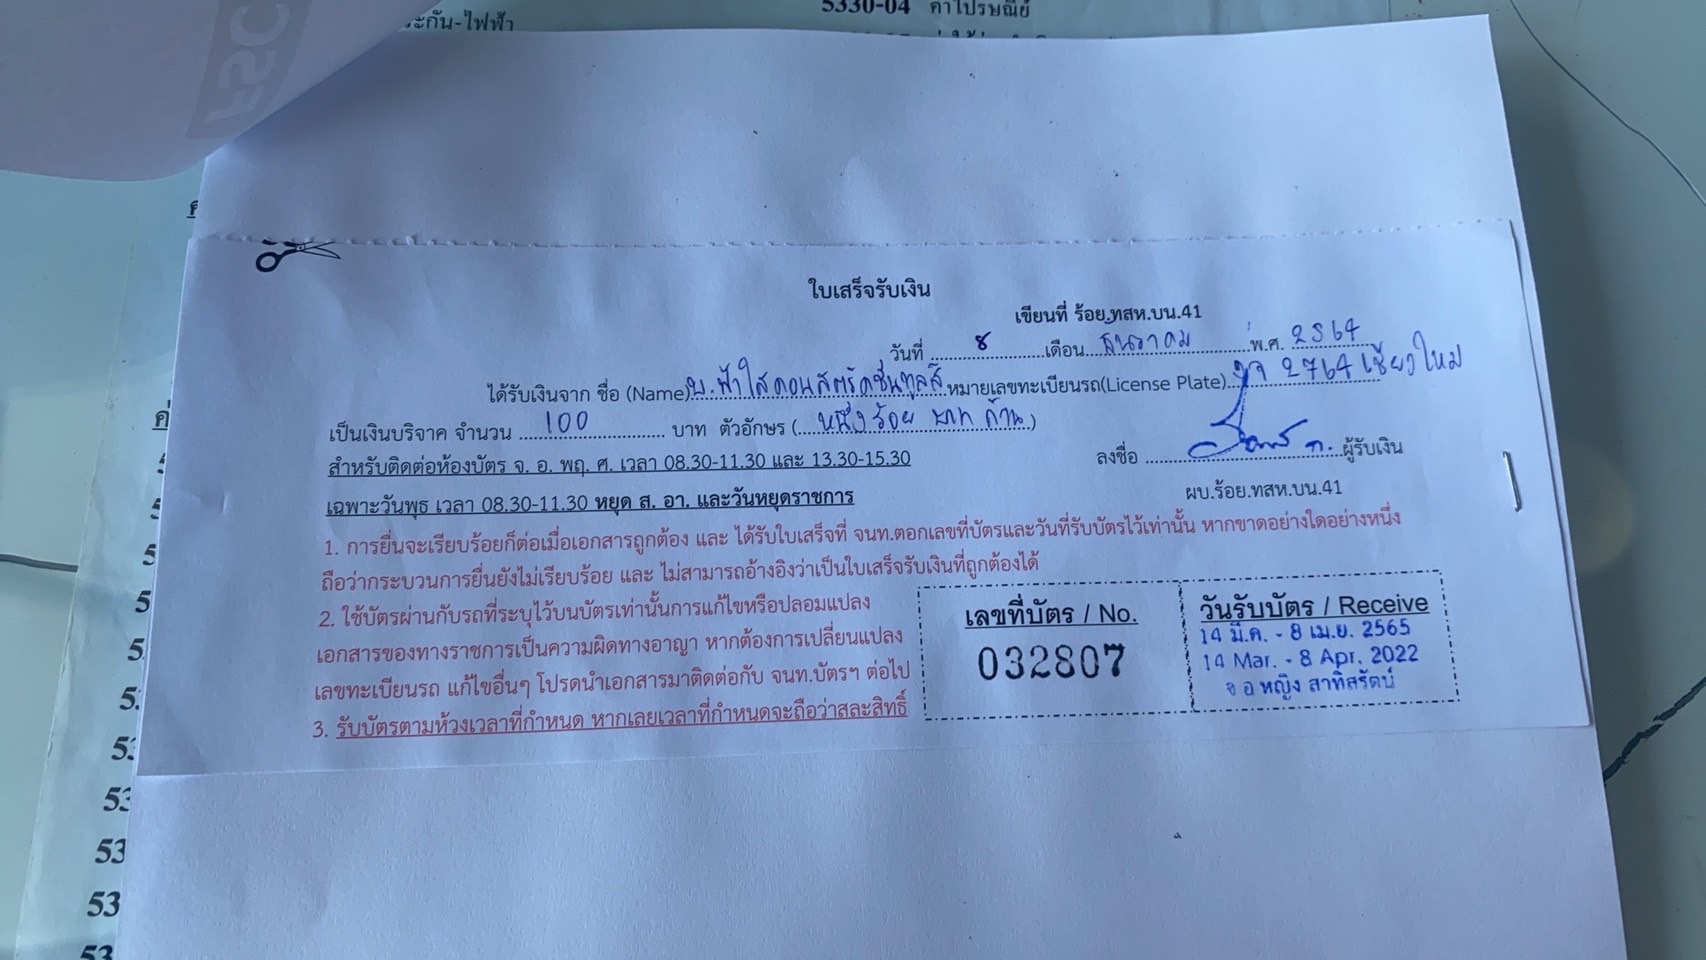 5330-04 ค่าไปรษณีย์
ระกัน-ไฟฟ้า
ใบเสร็จรับเงิน
เขียนที่ ร้อย.ทสห.บน.41
วันที่ 8 เดือน ธันวาคม พ.ศ. 2564
ได้รับเงินจาก ชื่อ (Name) บ.ฟ้าใสคอนสตรัคชั่นทูลส์ หมายเลขทะเบียนรถ(License Plate) 2764 เชียงใหม่
เป็นเงินบริจาค จำนวน 100 บาท ตัวอักษร (หนึ่งร้อย บาท ถ้วน)
สำหรับติดต่อห้องบัตร จ. อ. พฤ. ศ. เวลา 08.30-11.30 และ 13.30-15.30
ลงชื่อ ผู้รับเงิน
เฉพาะวันพุธ เวลา 08.30-11.30 หยุด ส. อา. และวันหยุดราชการ
ผบ.ร้อย.ทสห.บน.41
1. การยื่นจะเรียบร้อยก็ต่อเมื่อเอกสารถูกต้อง และ ได้รับใบเสร็จที่ จนท.ตอกเลขที่บัตรและวันที่รับบัตรไว้เท่านั้น หากขาดอย่างใดอย่างหนึ่ง
ถือว่ากระบวนการยื่นยังไม่เรียบร้อย และ ไม่สามารถอ้างอิงว่าเป็นใบเสร็จรับเงินที่ถูกต้องได้
2. ใช้บัตรผ่านกับรถที่ระบุไว้บนบัตรเท่านั้นการแก้ไขหรือปลอมแปลง
เอกสารของทางราชการเป็นความผิดทางอาญา หากต้องการเปลี่ยนแปลง
เลขทะเบียนรถ แก้ไขอื่นๆ โปรดนำเอกสารมาติดต่อกับ จนท.บัตรฯ ต่อไป
3. รับบัตรตามห้วงเวลาที่กำหนด หากเลยเวลาที่กำหนดจะถือว่าสละสิทธิ์
เลขที่บัตร / No.
032807
วันรับบัตร / Receive
14 มี.ค. - 8 เม.ย. 2565
14 Mar. - 8 Apr. 2022
จ อ หญิง สาทิสรัตน์
53
53
53
53